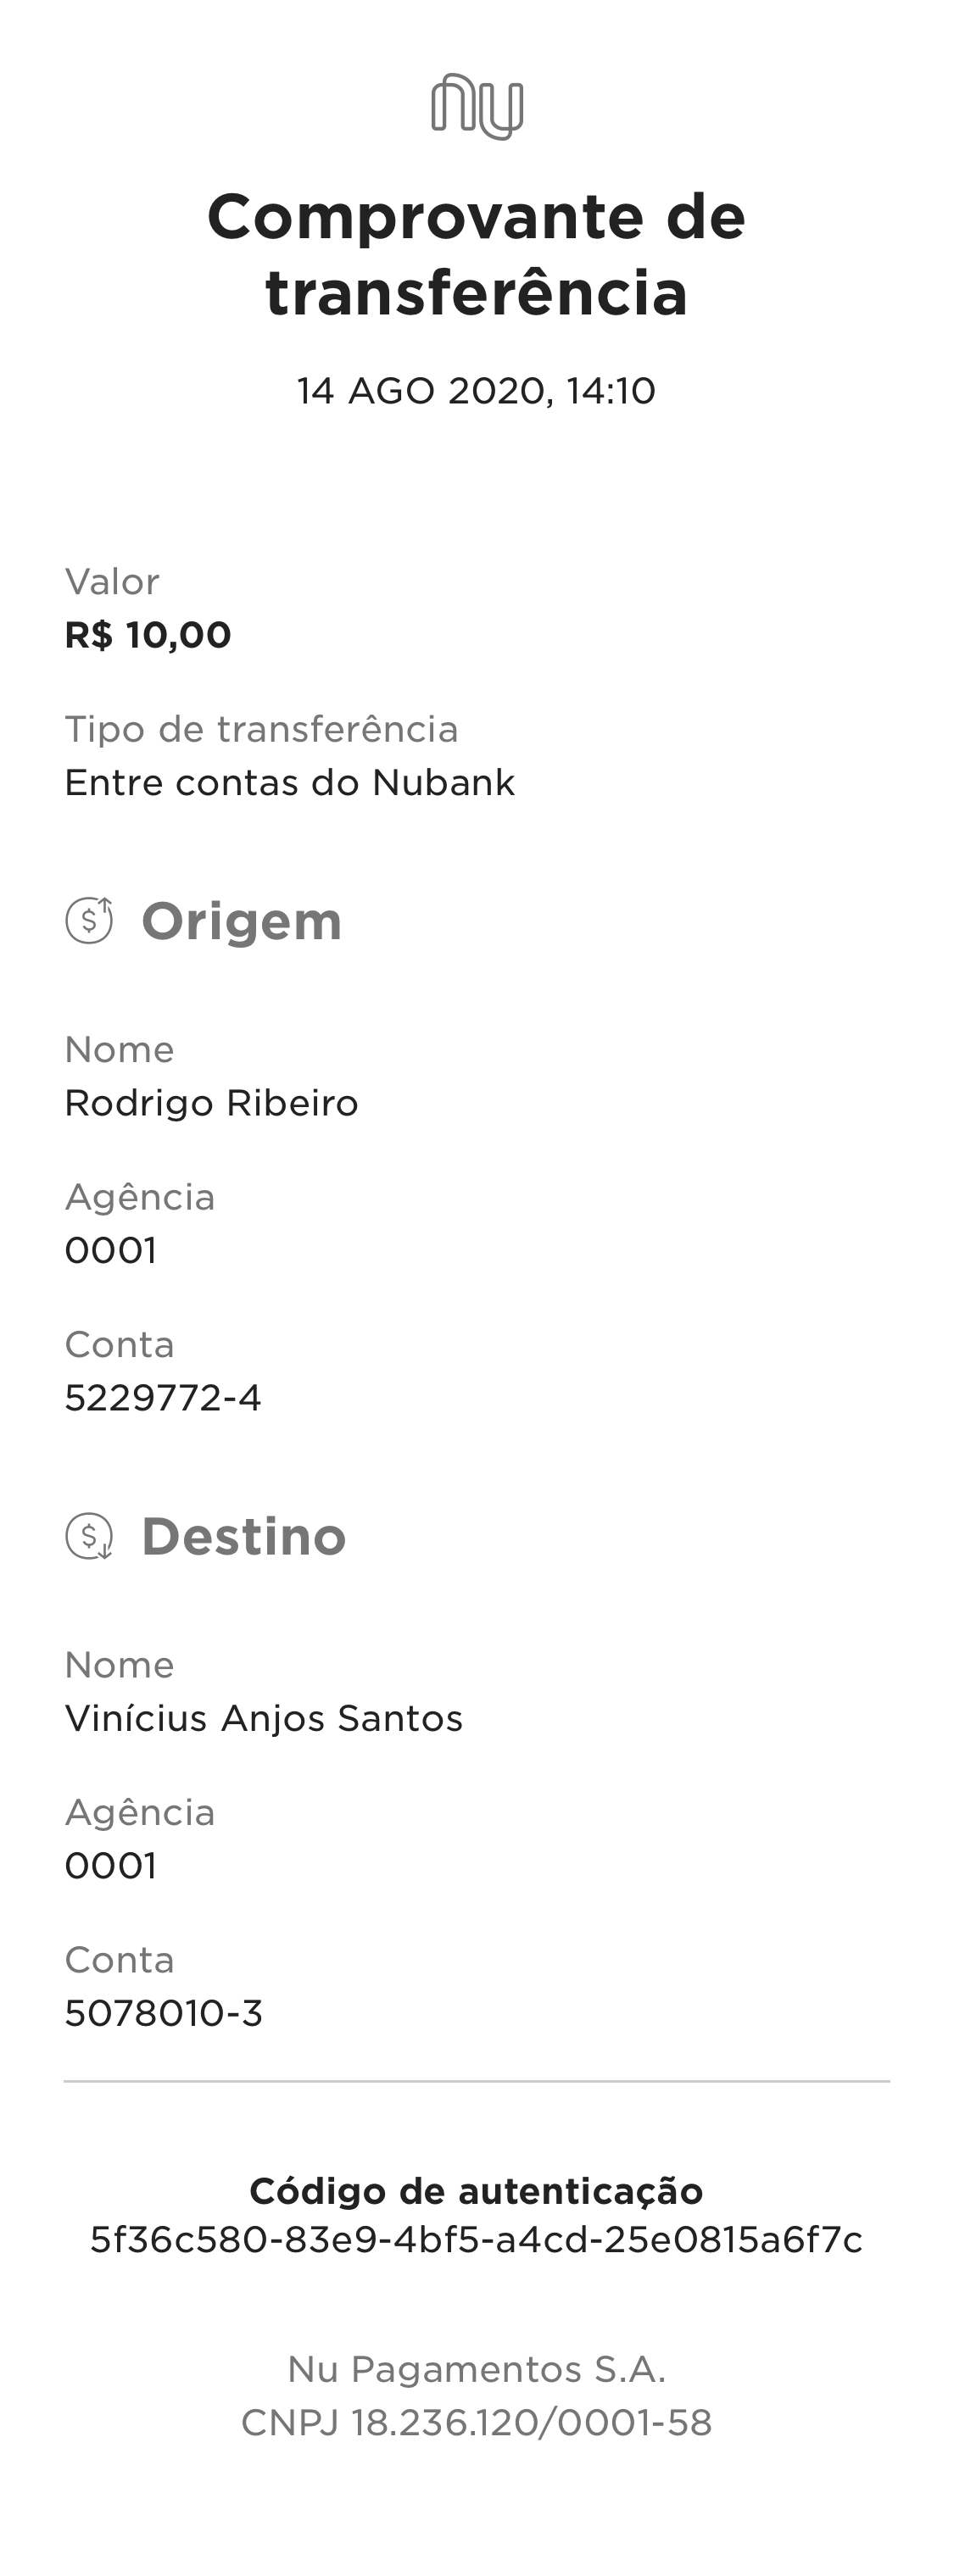 nu
Comprovante de
transferência
14 AGO 2020, 14:10
Valor
R$ 10,00
Tipo de transferência
Entre contas do Nubank
Origem
Nome
Rodrigo Ribeiro
Agência
0001
Conta
5229772-4
Destino
Nome
Vinícius Anjos Santos
Agência
0001
Conta
5078010-3
Código de autenticação
5f36c580-83e9-4bf5-a4cd-25e0815a6f7c
Nu Pagamentos S.A.
CNPJ 18.236.120/0001-58